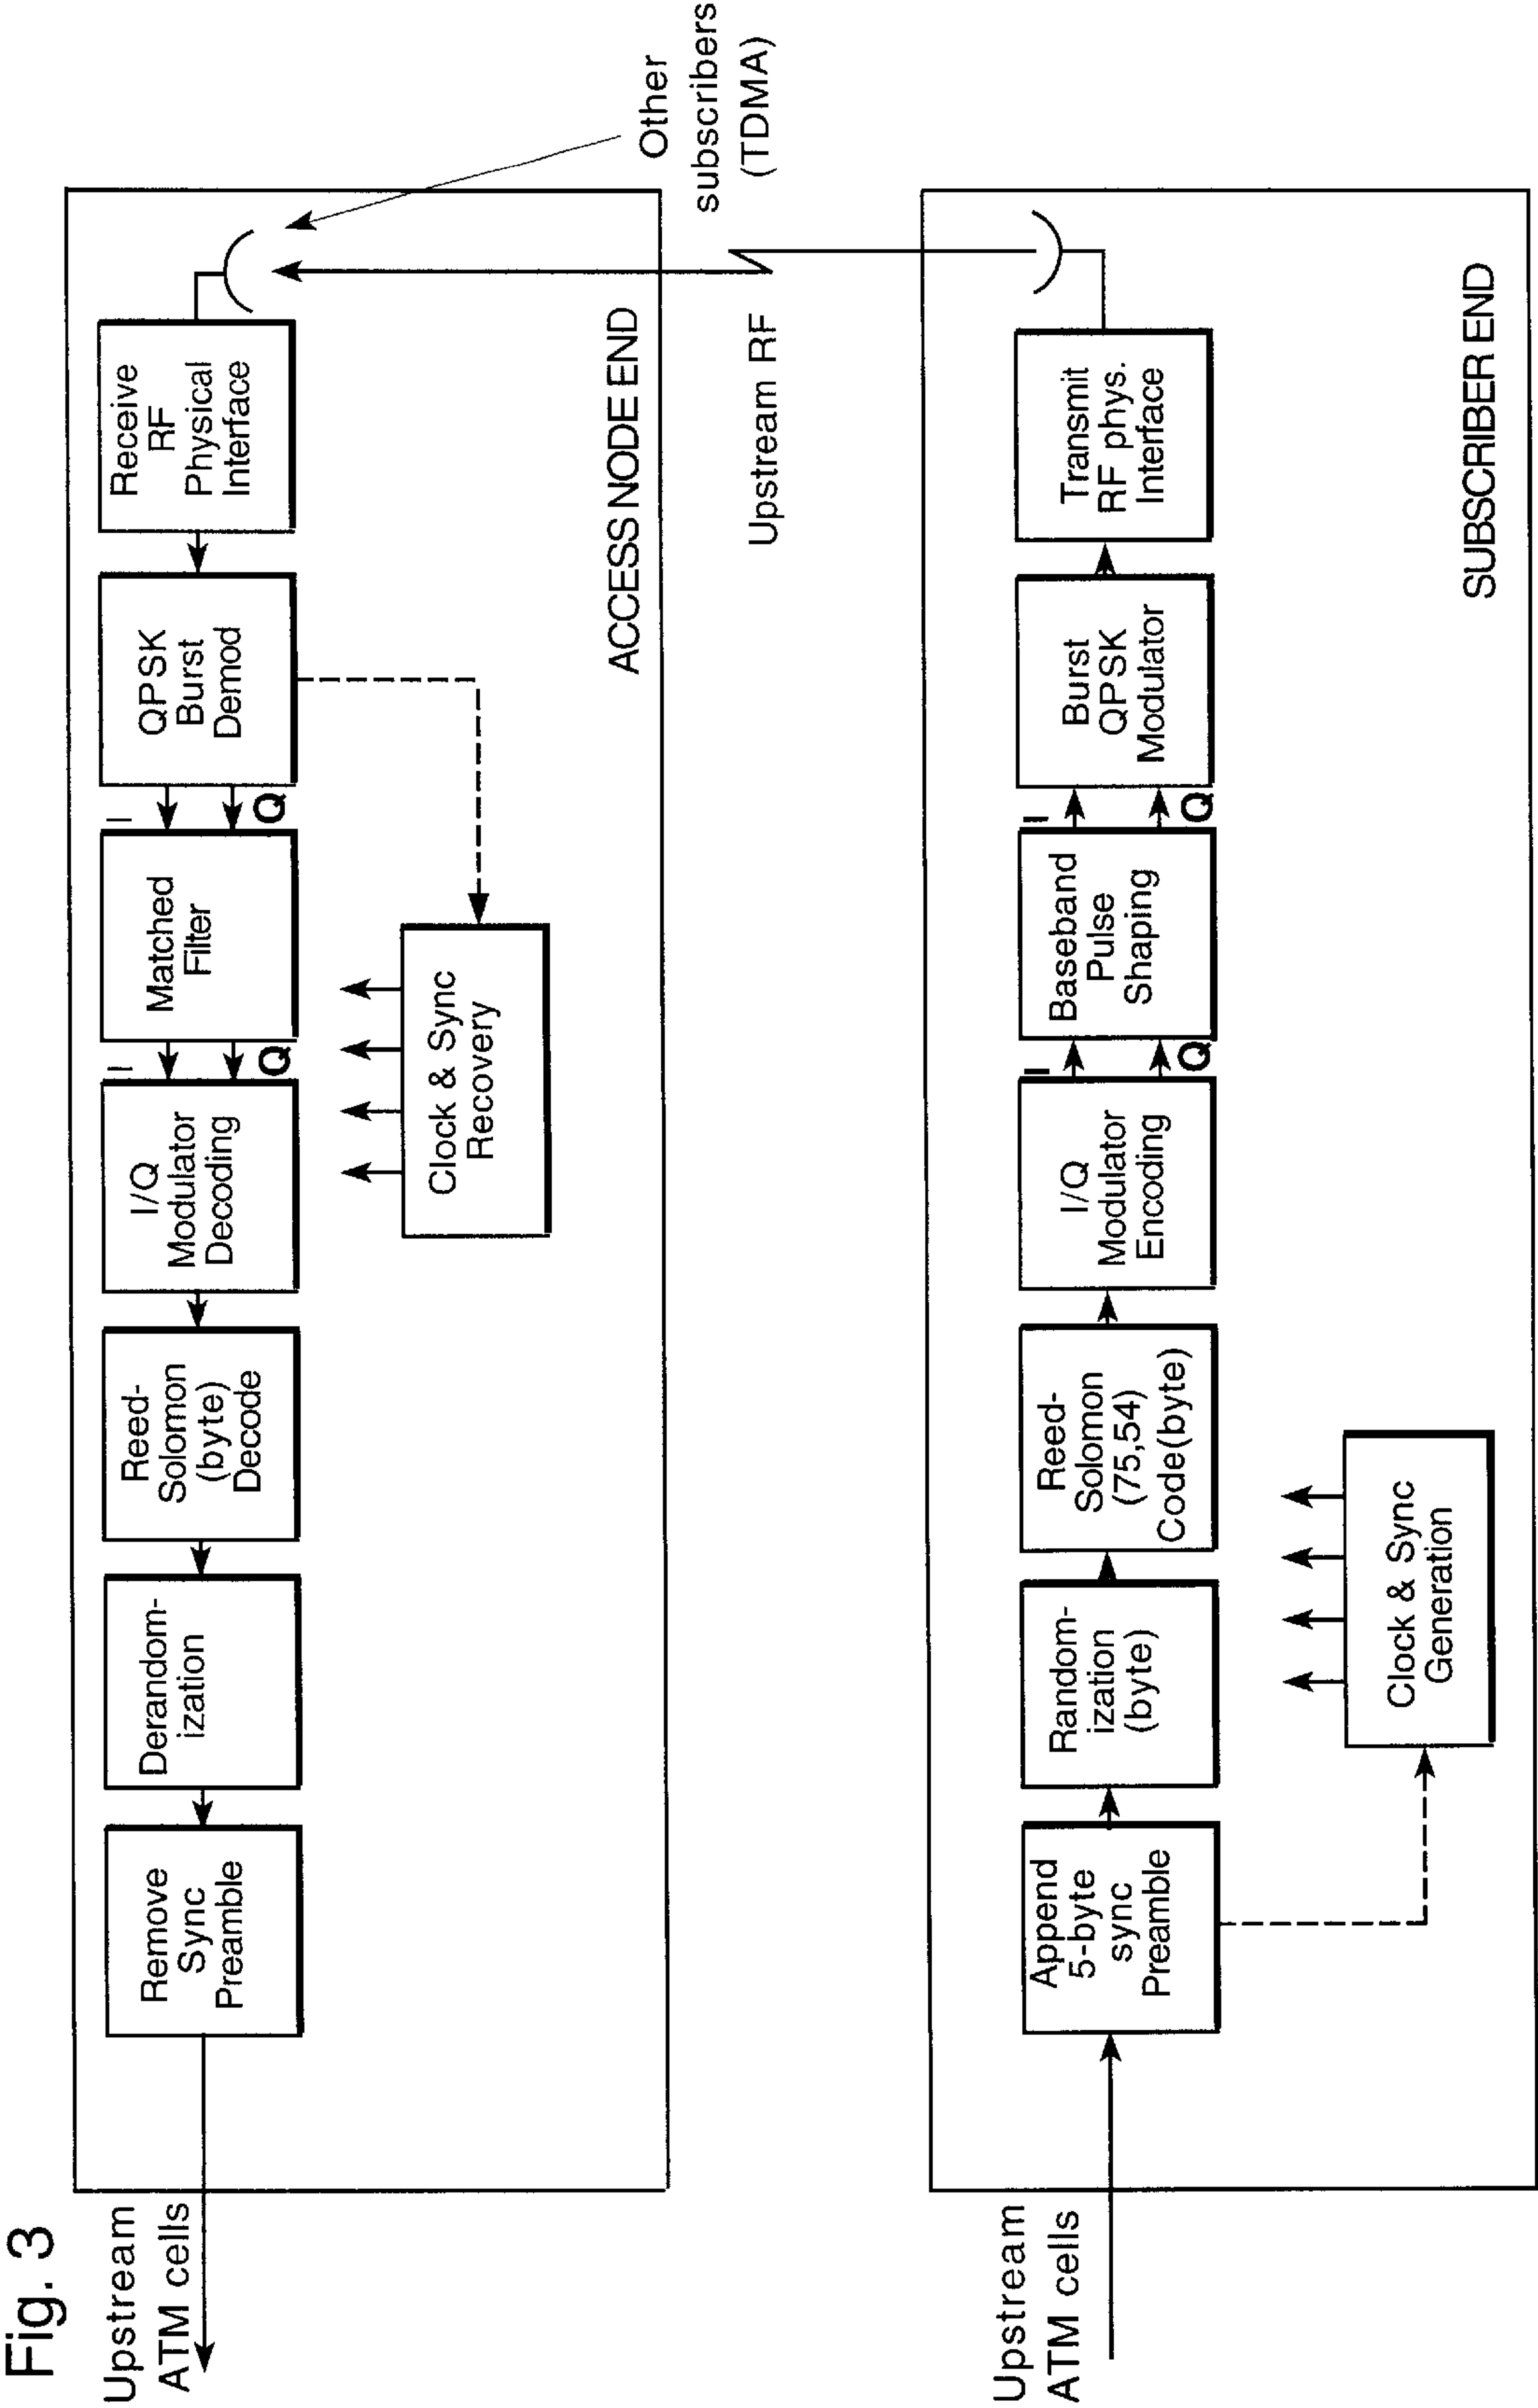 Fig. 3
Upstream
ATM cells
Remove
Sync
Preamble
Derandom-
ization
Reed-
Solomon
(byte)
Decode
I/Q
Modulator
Decoding
I
Q
Matched
Filter
I
Q
QPSK
Burst
Demod
Receive
RF
Physical
Interface
Clock & Sync
Recovery
ACCESS NODE END
Other
subscribers
(TDMA)
Upstream RF
Upstream
ATM cells
Append
5-byte
sync
Preamble
Random-
ization
(byte)
Reed-
Solomon
(75,54)
Code(byte)
I/Q
Modulator
Encoding
I
Q
Baseband
Pulse
Shaping
I
Q
Burst
QPSK
Modulator
Transmit
RF phys.
Interface
Clock & Sync
Generation
SUBSCRIBER END